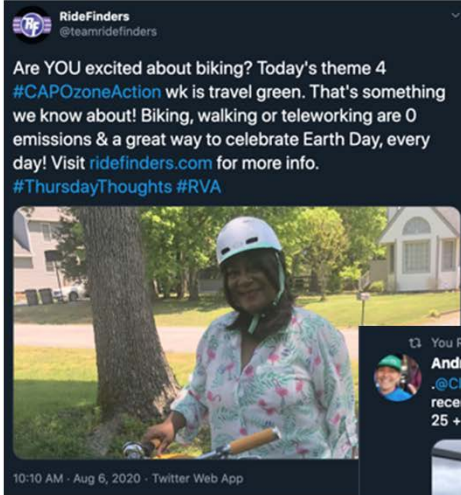 RideFinders
@teamridefinders
Are YOU excited about biking? Today's theme 4
#CAPOzoneAction wk is travel green. That's something
we know about! Biking, walking or teleworking are 0
emissions & a great way to celebrate Earth Day, every
day! Visit ridefinders.com for more info.
#ThursdayThoughts #RVA
10:10 AM · Aug 6, 2020 · Twitter Web App
You
25 +